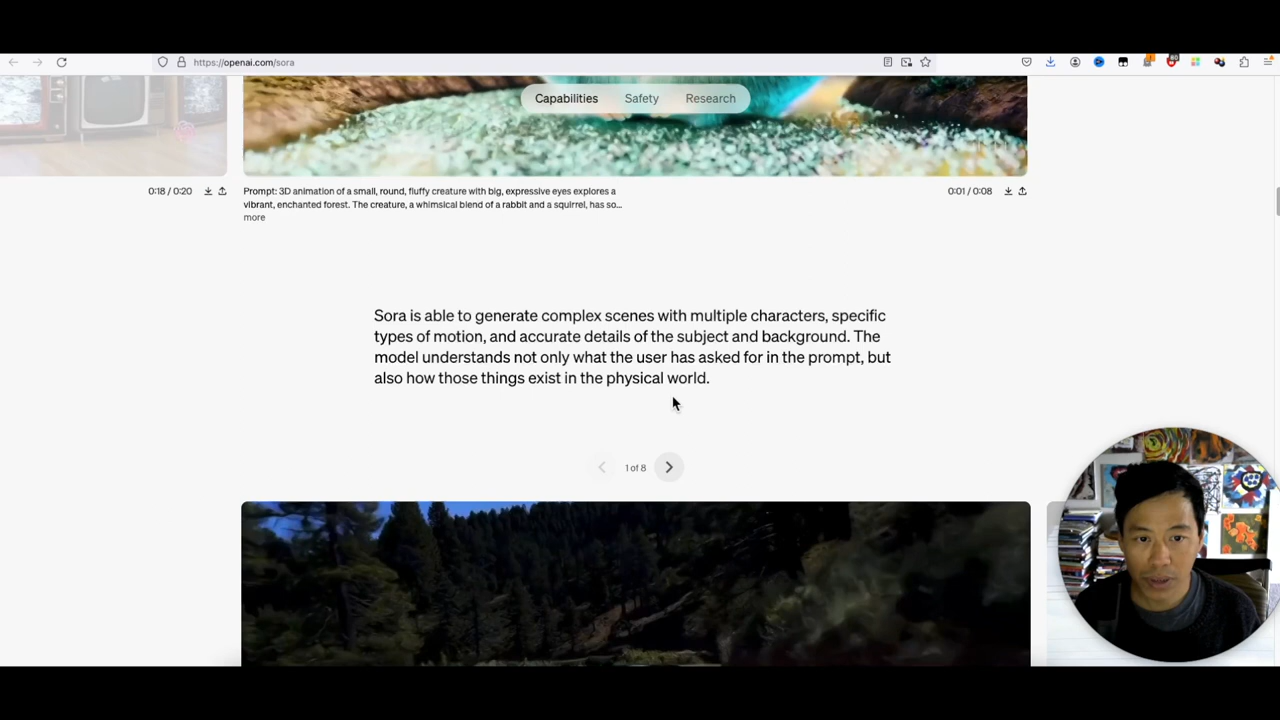 https://openai.com/sora
Capabilities
Safety
Research
0:18 / 0:20
Prompt: 3D animation of a small, round, fluffy creature with big, expressive eyes explores a
vibrant, enchanted forest. The creature, a whimsical blend of a rabbit and a squirrel, has so...
more
0:01 / 0:08
Sora is able to generate complex scenes with multiple characters, specific
types of motion, and accurate details of the subject and background. The
model understands not only what the user has asked for in the prompt, but
also how those things exist in the physical world.
1 of 8